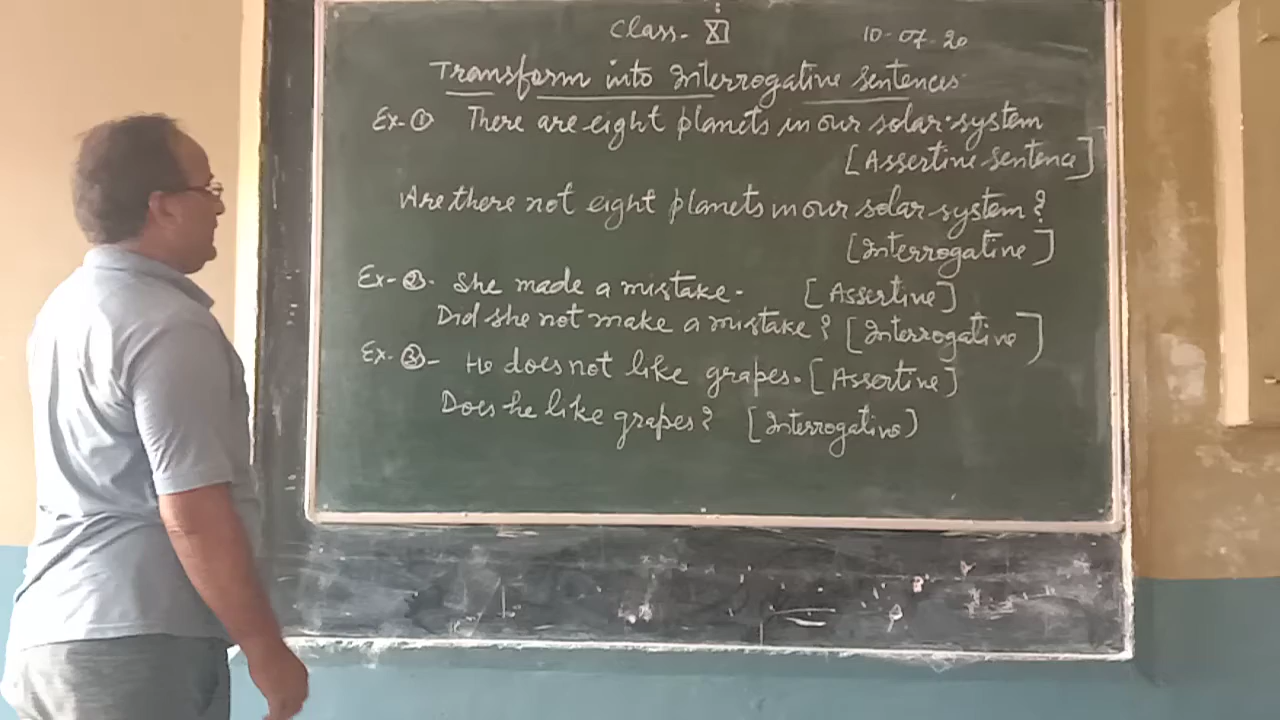 Class- XI 10-07-20
Transform into Interrogative Sentences
Ex-① There are eight planets in our solar-system
[Assertive Sentence]
Are there not eight planets in our solar-system?
[Interrogative]
Ex-②- She made a mistake. [Assertive]
Did she not make a mistake? [Interrogative]
Ex-③- He does not like grapes. [Assertive]
Does he like grapes? [Interrogative)